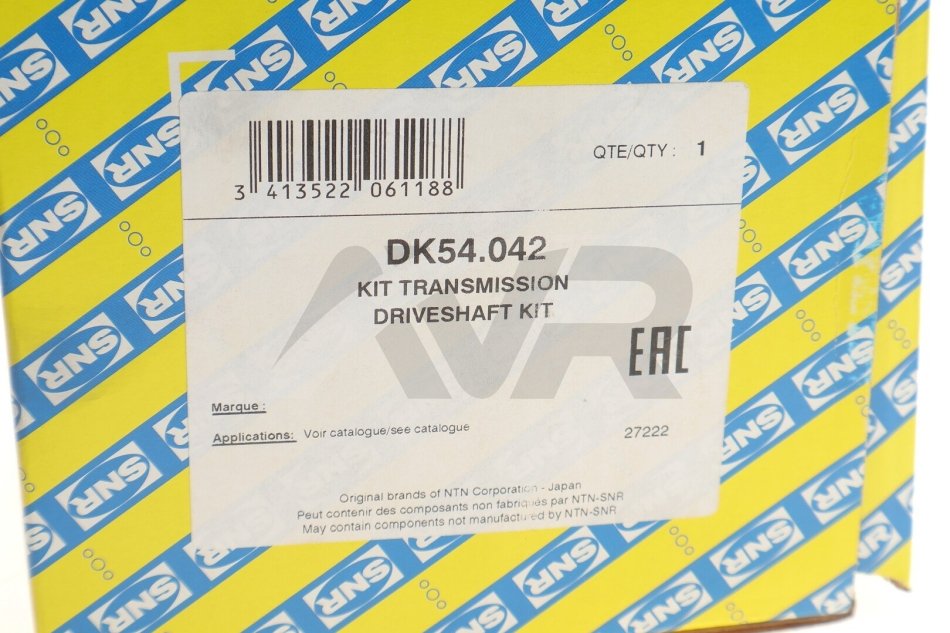 SNR
3 413522 061188
QTE/QTY : 1
DK54.042
KIT TRANSMISSION
DRIVESHAFT KIT
EAC
Marque :
Applications: Voir catalogue/see catalogue
27222
Original brands of NTN Corporation - Japan
Peut contenir des composants non fabriqués par NTN-SNR
May contain components not manufactured by NTN-SNR
AVR